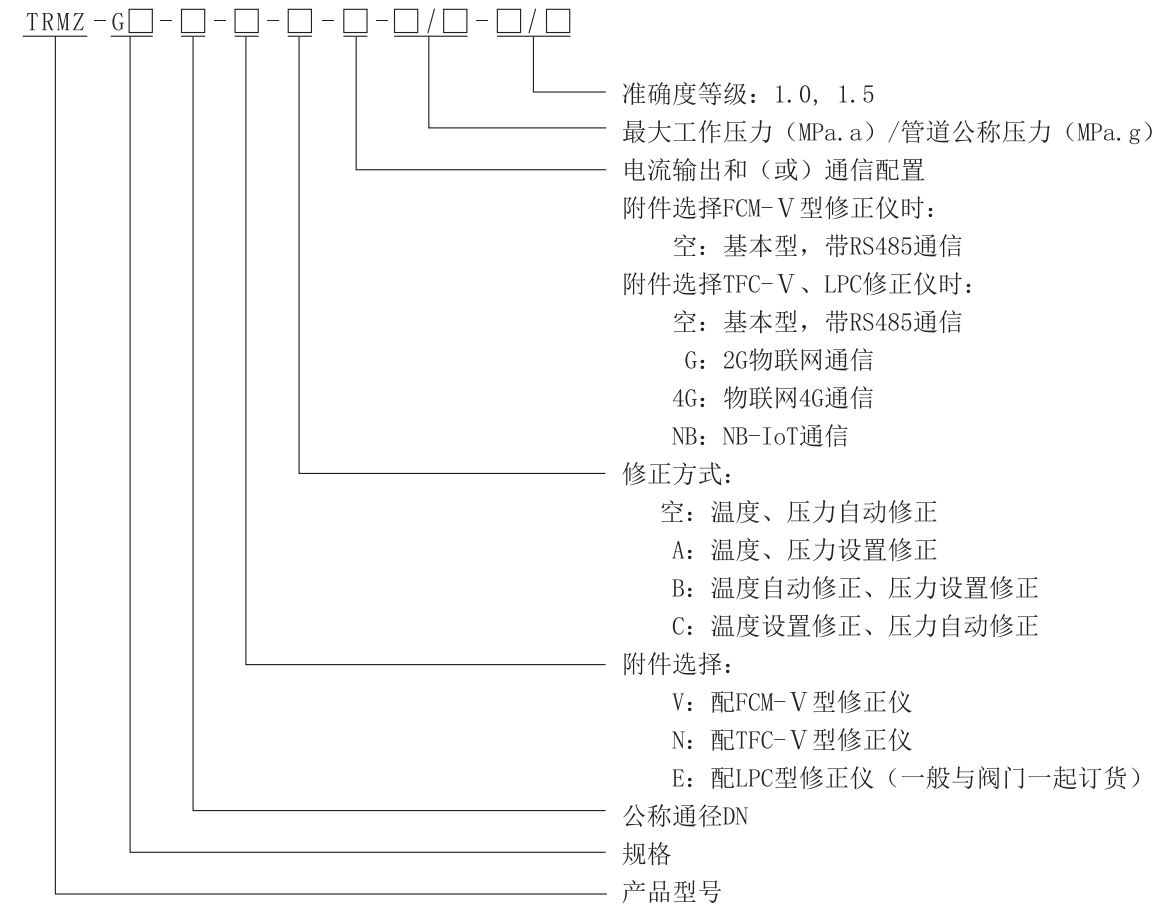 TRMZ-G□-□-□-□-□-□/□-□/□
准确度等级：1.0, 1.5
最大工作压力（MPa.a）/管道公称压力（MPa.g）
电流输出和（或）通信配置
附件选择FCM-Ⅴ型修正仪时：
空：基本型，带RS485通信
附件选择TFC-Ⅴ、LPC修正仪时：
空：基本型，带RS485通信
G：2G物联网通信
4G：物联网4G通信
NB：NB-IoT通信
修正方式：
空：温度、压力自动修正
A：温度、压力设置修正
B：温度自动修正、压力设置修正
C：温度设置修正、压力自动修正
附件选择：
V：配FCM-Ⅴ型修正仪
N：配TFC-Ⅴ型修正仪
E：配LPC型修正仪（一般与阀门一起订货）
公称通径DN
规格
产品型号